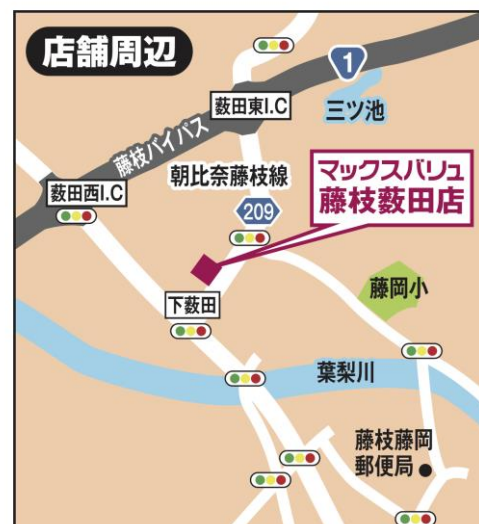 店舗周辺
1
三ツ池
薮田東I.C
藤枝バイパス
朝比奈藤枝線
マックスバリュ
藤枝薮田店
薮田西I.C
209
藤岡小
下薮田
葉梨川
藤枝藤岡
郵便局